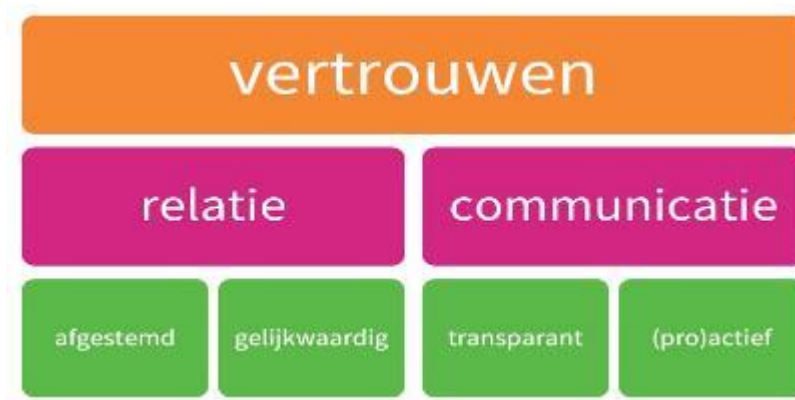 vertrouwen
relatie
communicatie
afgestemd
gelijkwaardig
transparant
(pro)actief